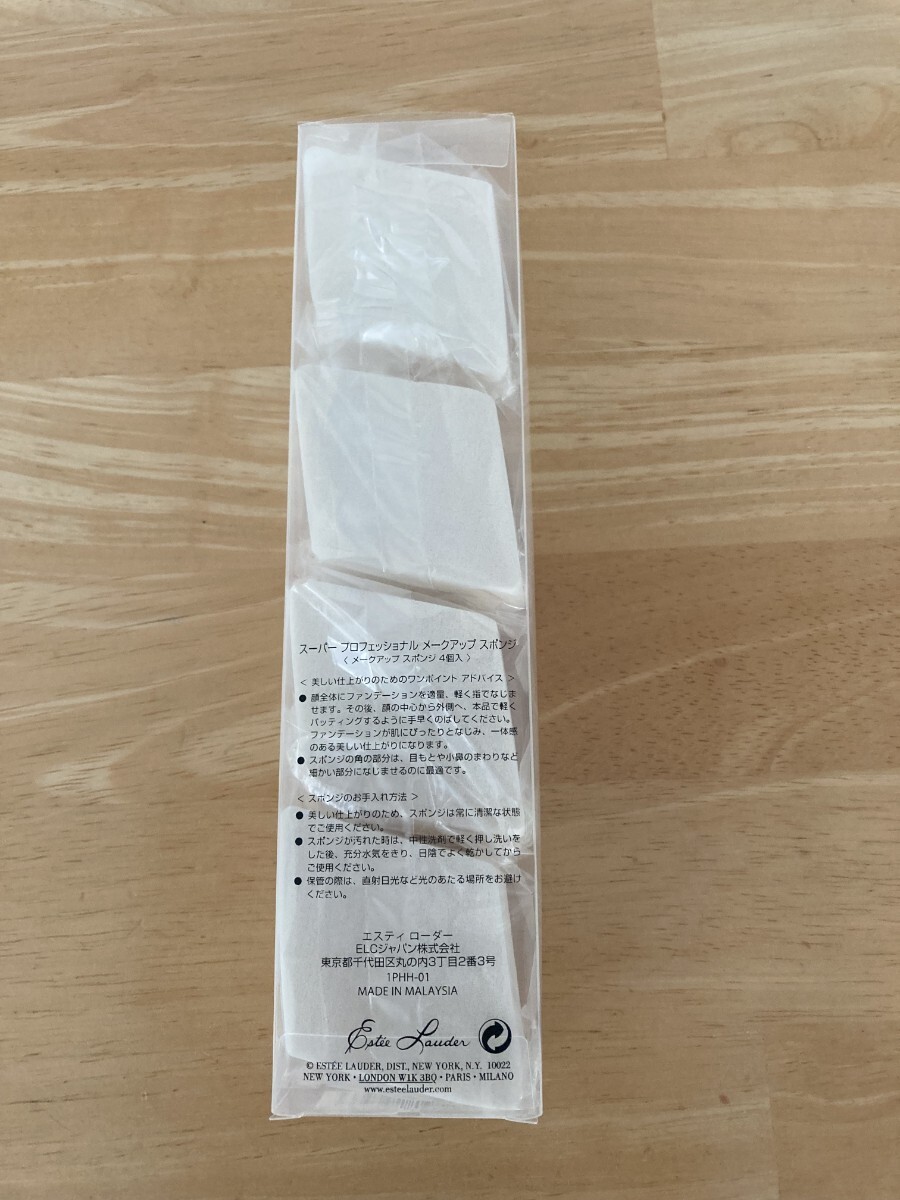 スーパー プロフェッショナル メークアップ スポンジ
〈 メークアップ スポンジ 4個入 〉
< 美しい仕上がりのためのワンポイント アドバイス >
● 顔全体にファンデーションを適量、軽く指でなじま
せます。その後、顔の中心から外側へ、本品で軽く
パッティングするように手早くのばしてください。
ファンデーションが肌にぴったりとなじみ、一体感
のある美しい仕上がりになります。
● スポンジの角の部分は、目もとや小鼻のまわりなど
細かい部分になじませるのに最適です。
< スポンジのお手入れ方法 >
● 美しい仕上がりのため、スポンジは常に清潔な状態
でご使用ください。
● スポンジが汚れた時は、中性洗剤で軽く押し洗いを
した後、充分水気をきり、日陰でよく乾かしてから
ご使用ください。
● 保管の際は、直射日光など光のあたる場所をお避け
ください。
エスティ ローダー
ELCジャパン株式会社
東京都千代田区丸の内3丁目2番3号
1PHH-01
MADE IN MALAYSIA
Estée Lauder
© ESTÉE LAUDER, DIST., NEW YORK, N.Y. 10022
NEW YORK • LONDON W1K 3BQ • PARIS • MILANO
www.esteelauder.com